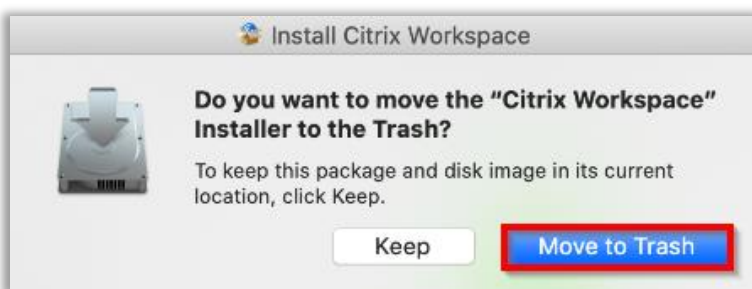 Install Citrix Workspace
Do you want to move the “Citrix Workspace”
Installer to the Trash?
To keep this package and disk image in its current
location, click Keep.
Keep
Move to Trash